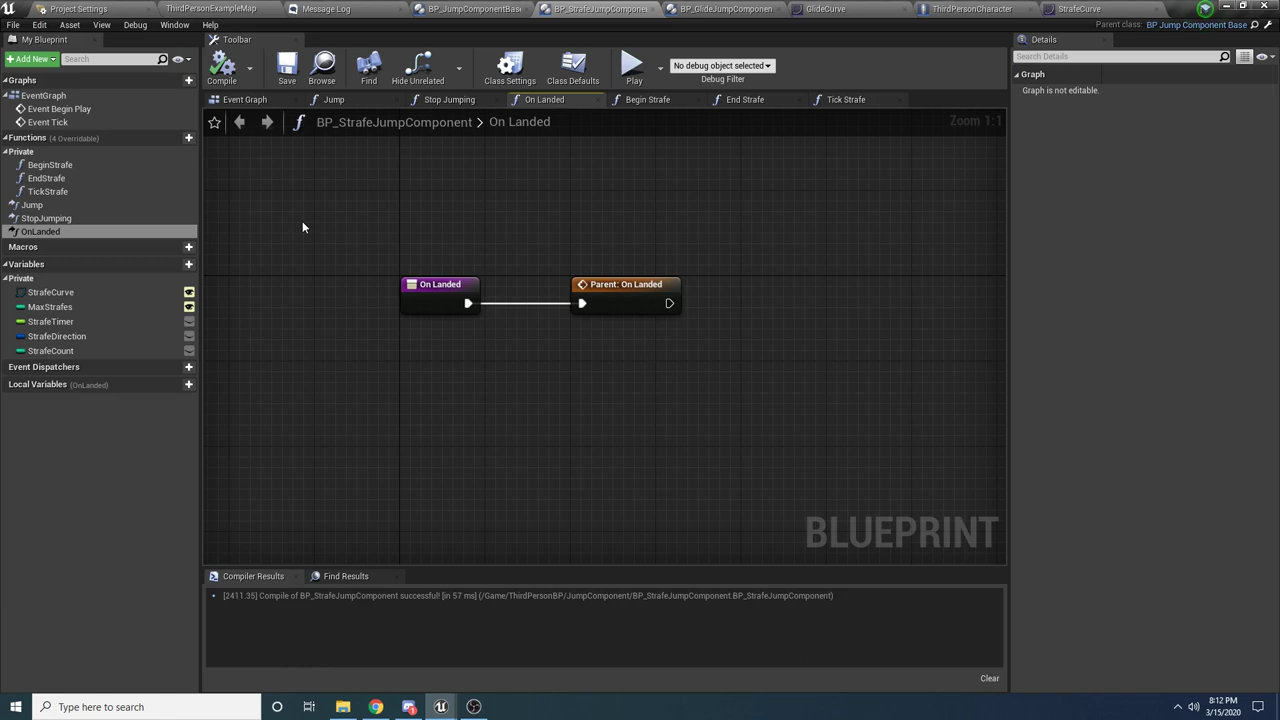 Project Settings
ThirdPersonExampleMap
Message Log
BP_JumpComponentBas
BP_StrafeJumpCompone
BP_GlideJumpComponen
GlideCurve
ThirdPersonCharacter
StrafeCurve
File Edit Asset View Debug Window Help
Parent class: BP Jump Component Base
My Blueprint
Toolbar
Details
+ Add New
Search
Compile
Save
Browse
Find
Hide Unrelated
Class Settings
Class Defaults
Play
No debug object selected
Debug Filter
Search Details
Graph
Graph is not editable.
Graphs
EventGraph
Event Begin Play
Event Tick
Functions (4 Overridable)
Private
BeginStrafe
EndStrafe
TickStrafe
Jump
StopJumping
OnLanded
Macros
Variables
Private
StrafeCurve
MaxStrafes
StrafeTimer
StrafeDirection
StrafeCount
Event Dispatchers
Local Variables (OnLanded)
Event Graph
Jump
Stop Jumping
On Landed
Begin Strafe
End Strafe
Tick Strafe
BP_StrafeJumpComponent > On Landed
Zoom 1:1
On Landed
Parent: On Landed
BLUEPRINT
Compiler Results
Find Results
[2411.35] Compile of BP_StrafeJumpComponent successful! [in 57 ms] (/Game/ThirdPersonBP/JumpComponent/BP_StrafeJumpComponent.BP_StrafeJumpComponent)
Clear
Type here to search
8:12 PM
3/15/2020